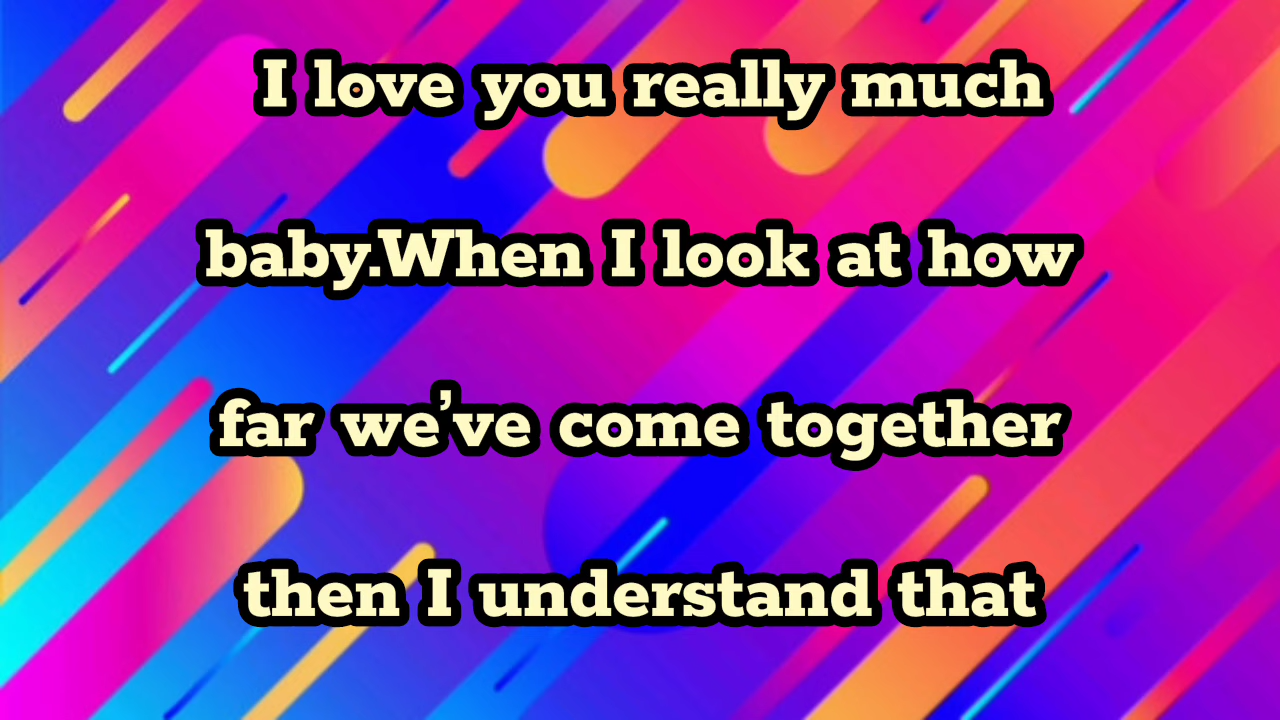 I love you really much
baby.When I look at how
far we've come together
then I understand that